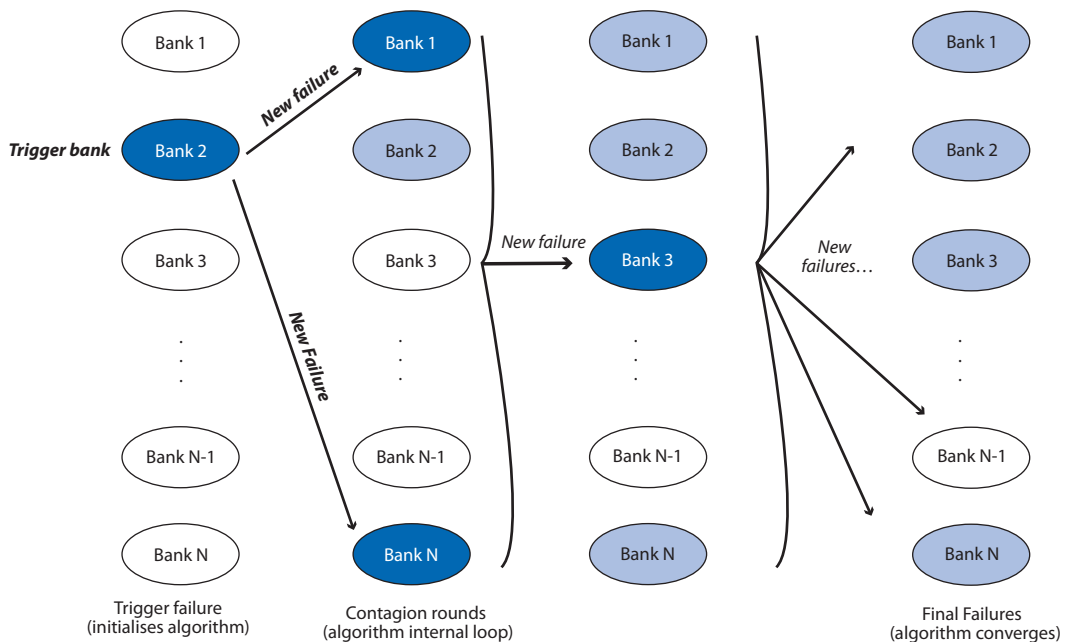 Bank 1
Bank 1
Bank 1
Bank 1
New failure
Trigger bank
Bank 2
Bank 2
Bank 2
Bank 2
Bank 3
Bank 3
New failure
Bank 3
New
failures…
Bank 3
New Failure
.
.
.
.
.
.
.
.
.
.
.
.
Bank N-1
Bank N-1
Bank N-1
Bank N-1
Bank N
Bank N
Bank N
Bank N
Trigger failure
(initialises algorithm)
Contagion rounds
(algorithm internal loop)
Final Failures
(algorithm converges)